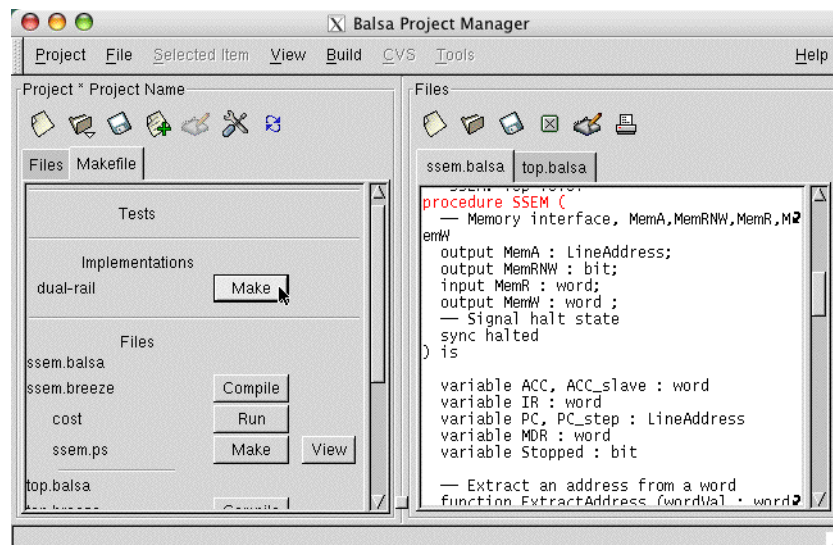 X Balsa Project Manager
Project File Selected Item View Build CVS Tools Help
Project * Project Name
Files Makefile
Tests
Implementations
dual-rail Make
Files
ssem.balsa
ssem.breeze Compile
cost Run
ssem.ps Make View
top.balsa
Files
ssem.balsa top.balsa
procedure SSEM (
— Memory interface, MemA,MemRNW,MemR,M
emW
output MemA : LineAddress;
output MemRNW : bit;
input MemR : word;
output MemW : word ;
— Signal halt state
sync halted
) is
variable ACC, ACC_slave : word
variable IR : word
variable PC, PC_step : LineAddress
variable MDR : word
variable Stopped : bit
— Extract an address from a word
function ExtractAddress (wordVal : word